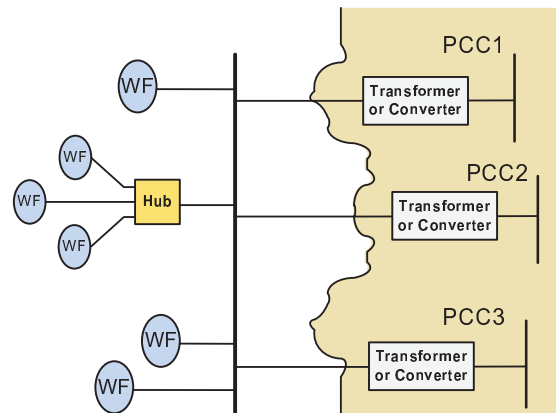 PCC1
WF
Transformer
or Converter
WF
PCC2
WF
Hub
Transformer
or Converter
WF
PCC3
WF
Transformer
or Converter
WF